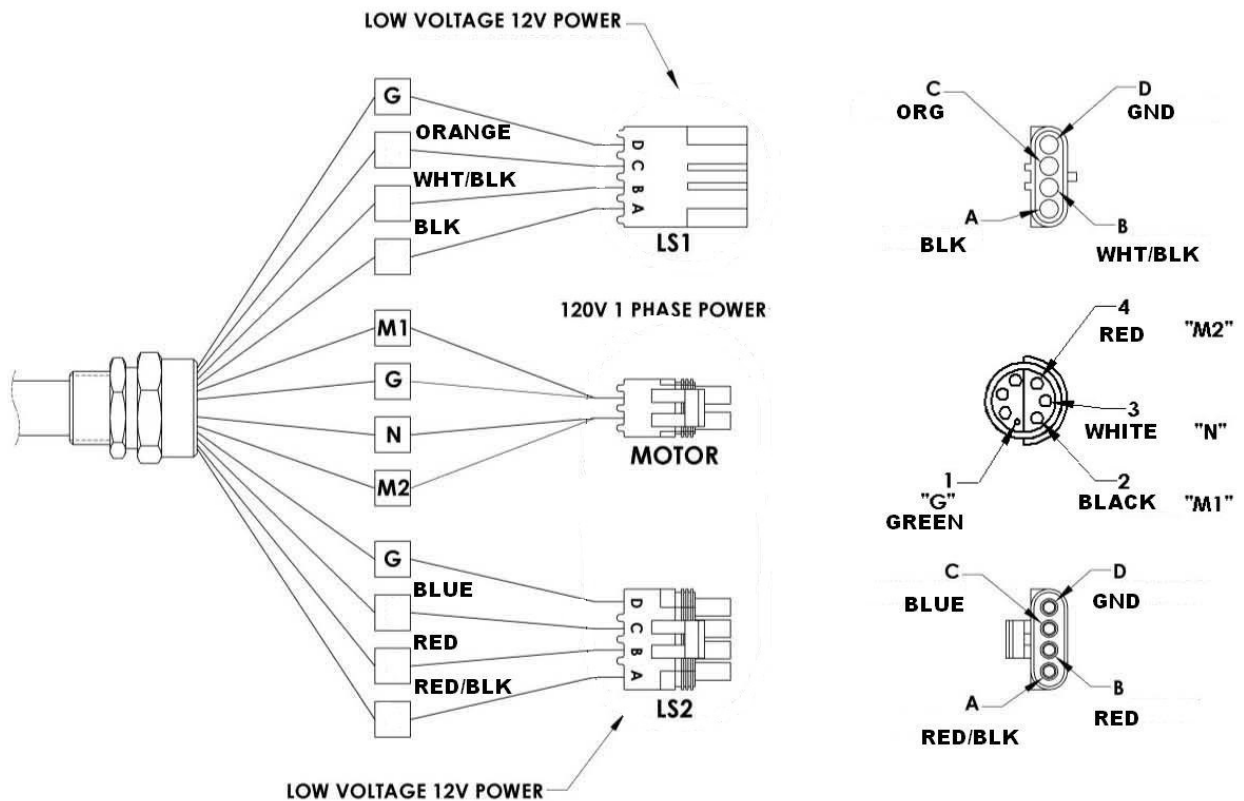 LOW VOLTAGE 12V POWER
G
ORANGE
WHT/BLK
BLK
D
C
B
A
LS1
C
ORG
D
GND
A
BLK
B
WHT/BLK
120V 1 PHASE POWER
M1
G
N
M2
MOTOR
4
RED "M2"
3
WHITE "N"
2
BLACK "M1"
1
"G"
GREEN
G
BLUE
RED
RED/BLK
D
C
B
A
LS2
C
BLUE
D
GND
A
RED/BLK
B
RED
LOW VOLTAGE 12V POWER